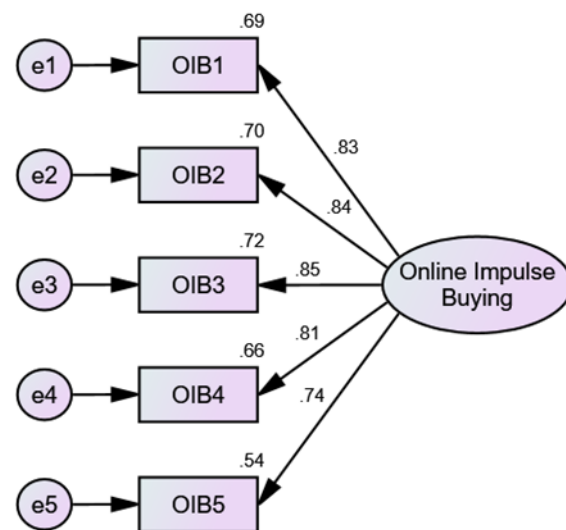 .69
e1 OIB1
.83
.70
e2 OIB2
.84
.72
e3 OIB3
.85
Online Impulse
Buying
.66
.81
e4 OIB4
.74
.54
e5 OIB5